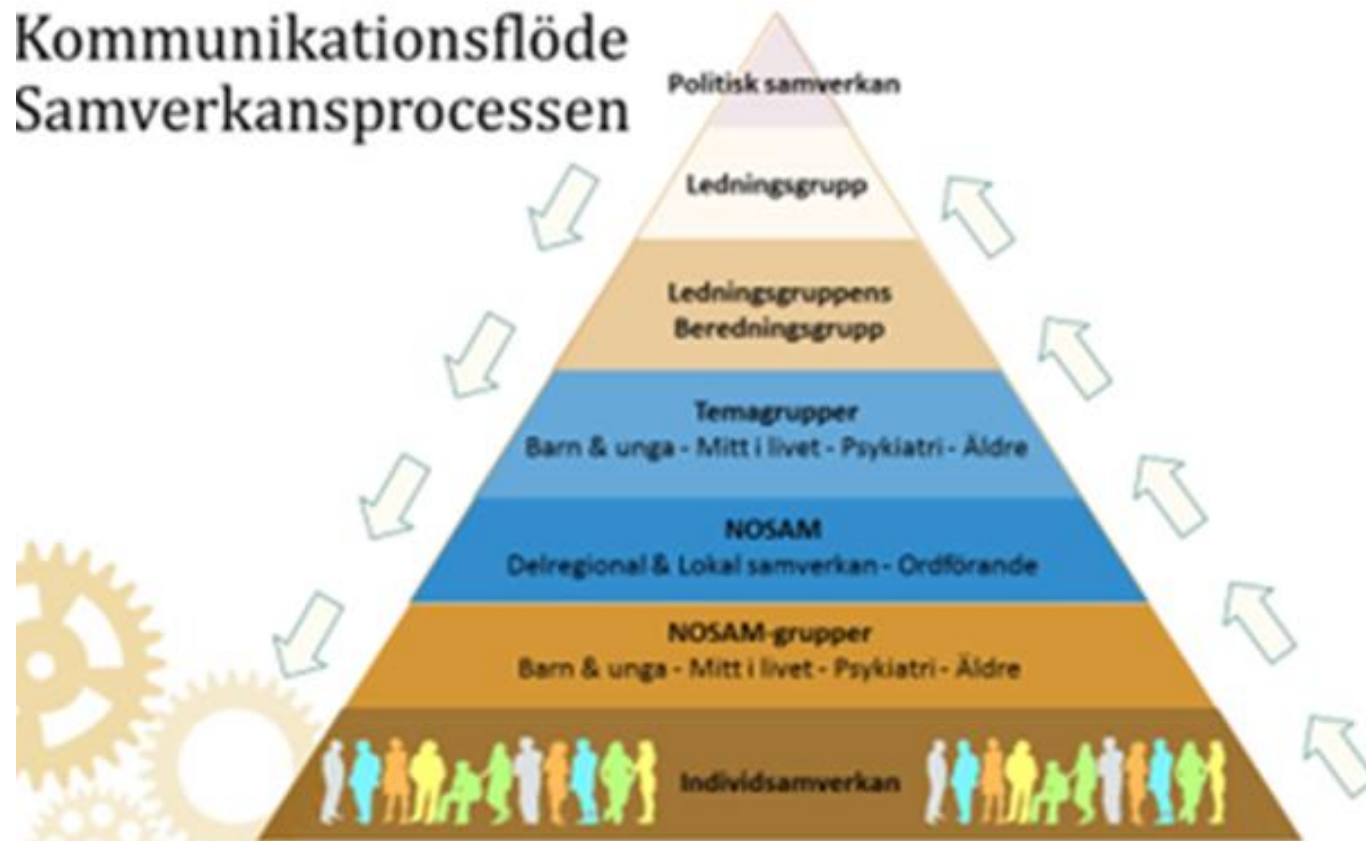 Kommunikationsflöde
Samverkansprocessen
Politisk samverkan
Ledningsgrupp
Ledningsgruppens
Beredningsgrupp
Temagrupper
Barn & unga - Mitt i livet - Psykiatri - Äldre
NOSAM
Delregional & Lokal samverkan - Ordförande
NOSAM-grupper
Barn & unga - Mitt i livet - Psykiatri - Äldre
Individsamverkan